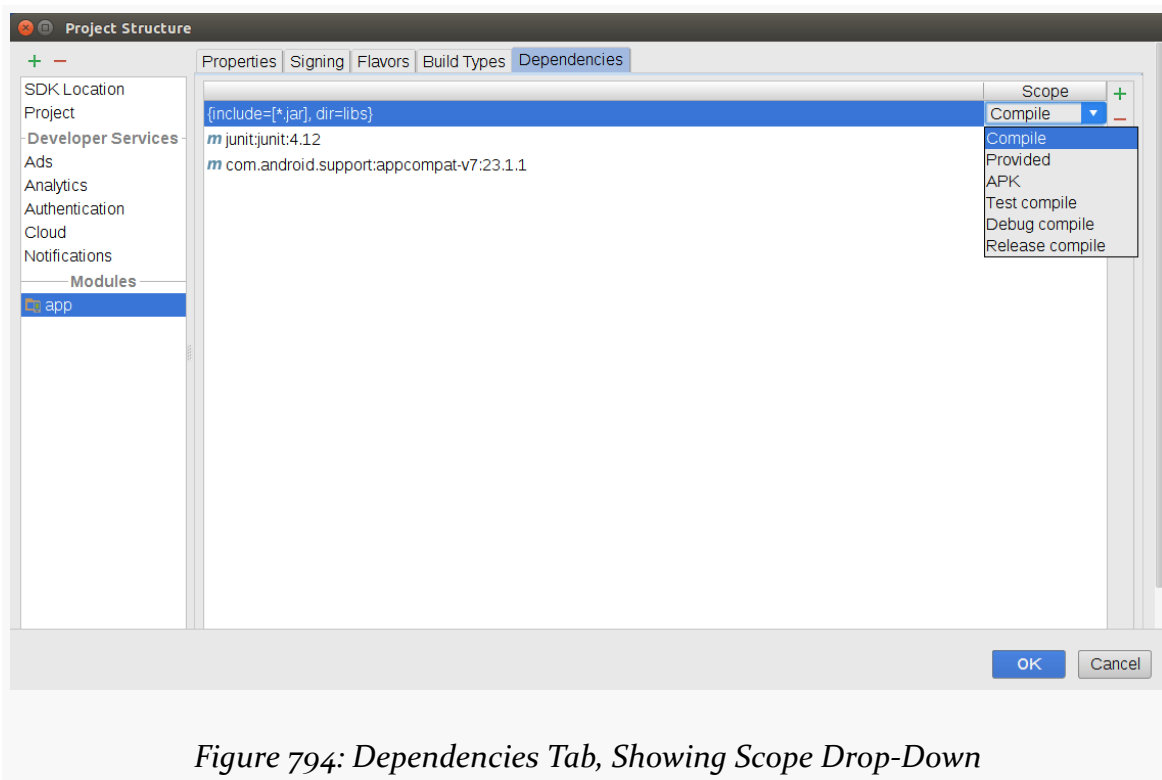 Project Structure
+ −
Properties Signing Flavors Build Types Dependencies
SDK Location
Project
Developer Services
Ads
Analytics
Authentication
Cloud
Notifications
Modules
app
Scope
{include=[*.jar], dir=libs}
Compile
m junit:junit:4.12
m com.android.support:appcompat-v7:23.1.1
Compile
Provided
APK
Test compile
Debug compile
Release compile
OK Cancel
Figure 794: Dependencies Tab, Showing Scope Drop-Down